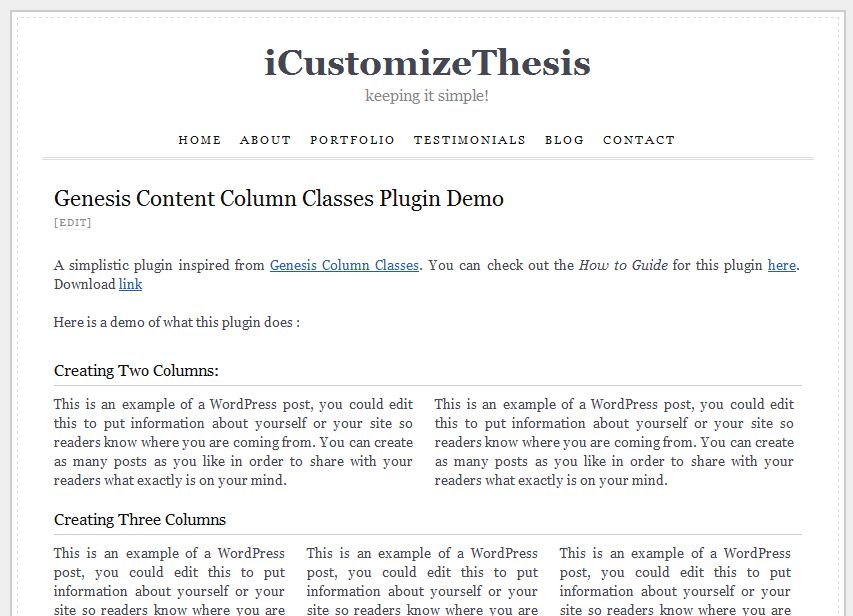 iCustomizeThesis
keeping it simple!
HOME ABOUT PORTFOLIO TESTIMONIALS BLOG CONTACT
Genesis Content Column Classes Plugin Demo
[EDIT]
A simplistic plugin inspired from Genesis Column Classes. You can check out the How to Guide for this plugin here.
Download link
Here is a demo of what this plugin does :
Creating Two Columns:
This is an example of a WordPress post, you could edit
this to put information about yourself or your site so
readers know where you are coming from. You can create
as many posts as you like in order to share with your
readers what exactly is on your mind.
This is an example of a WordPress post, you could edit
this to put information about yourself or your site so
readers know where you are coming from. You can create
as many posts as you like in order to share with your
readers what exactly is on your mind.
Creating Three Columns
This is an example of a WordPress
post, you could edit this to put
information about yourself or your
site so readers know where you are
This is an example of a WordPress
post, you could edit this to put
information about yourself or your
site so readers know where you are
This is an example of a WordPress
post, you could edit this to put
information about yourself or your
site so readers know where you are